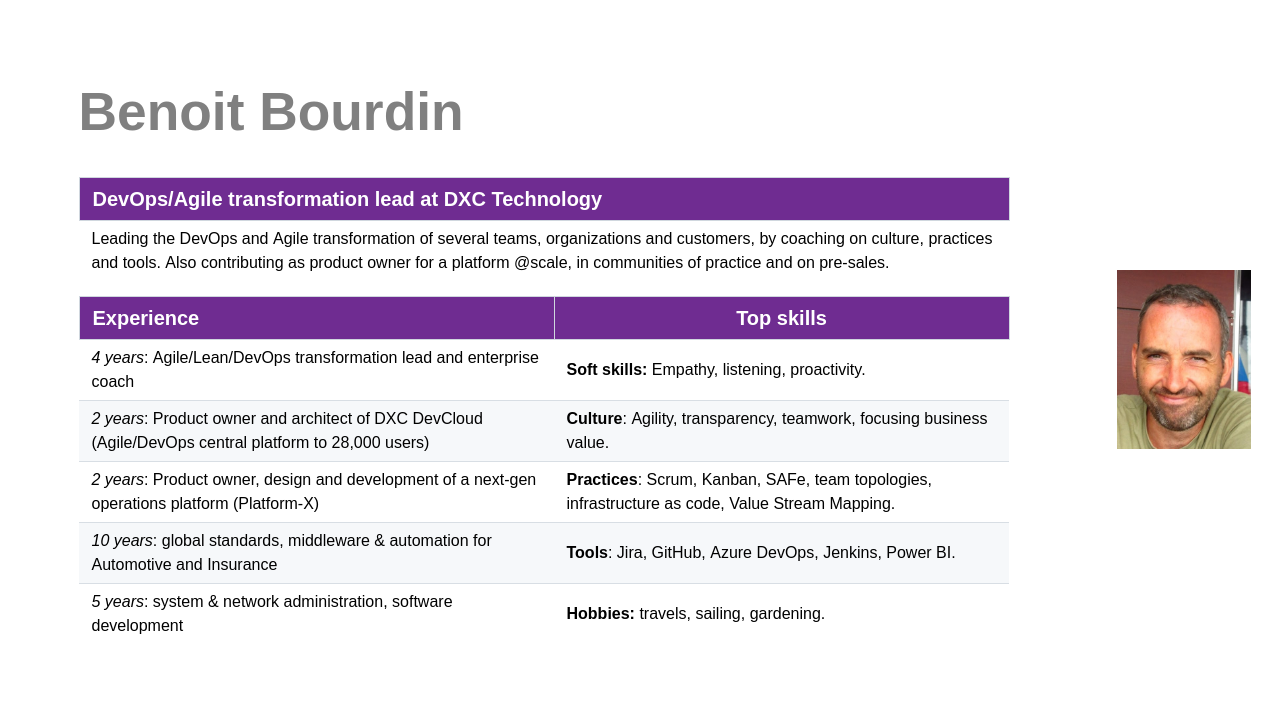 Benoit Bourdin
DevOps/Agile transformation lead at DXC Technology
Leading the DevOps and Agile transformation of several teams, organizations and customers, by coaching on culture, practices
and tools. Also contributing as product owner for a platform @scale, in communities of practice and on pre-sales.
Experience
Top skills
4 years: Agile/Lean/DevOps transformation lead and enterprise
coach
Soft skills: Empathy, listening, proactivity.
2 years: Product owner and architect of DXC DevCloud
(Agile/DevOps central platform to 28,000 users)
Culture: Agility, transparency, teamwork, focusing business
value.
2 years: Product owner, design and development of a next-gen
operations platform (Platform-X)
Practices: Scrum, Kanban, SAFe, team topologies,
infrastructure as code, Value Stream Mapping.
10 years: global standards, middleware & automation for
Automotive and Insurance
Tools: Jira, GitHub, Azure DevOps, Jenkins, Power BI.
5 years: system & network administration, software
development
Hobbies: travels, sailing, gardening.